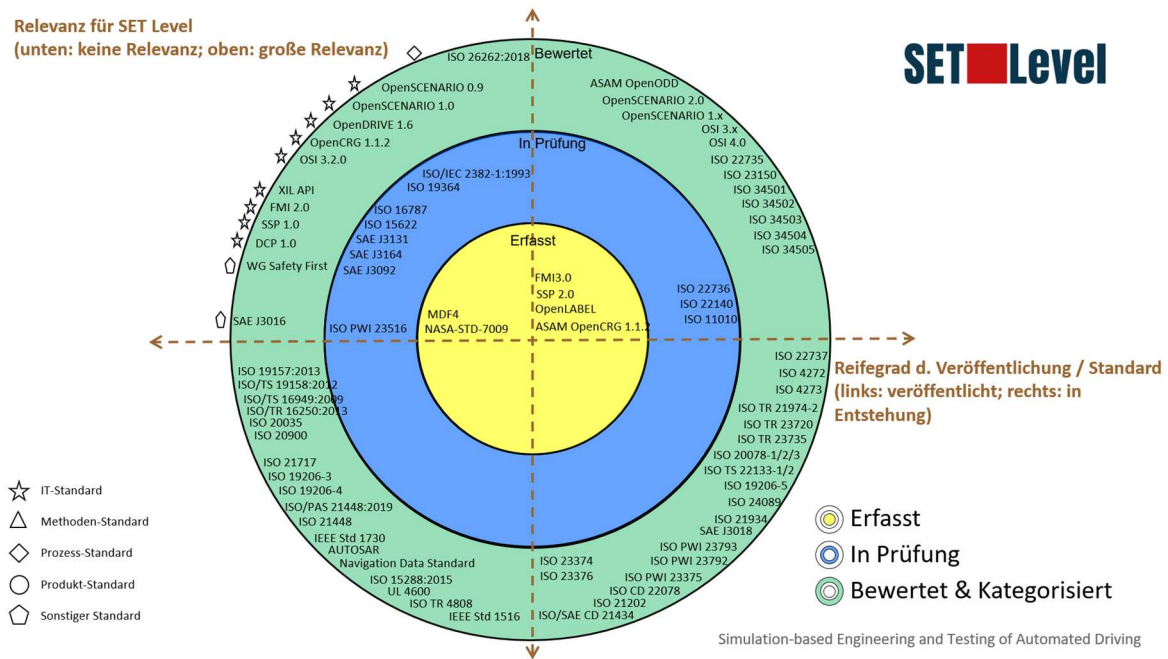 Relevanz für SET Level
(unten: keine Relevanz; oben: große Relevanz)
SET Level
ISO 26262:2018
Bewertet
OpenSCENARIO 0.9
OpenSCENARIO 1.0
OpenDRIVE 1.6
OpenCRG 1.1.2
OSI 3.2.0
XIL API
FMI 2.0
SSP 1.0
DCP 1.0
WG Safety First
SAE J3016
ASAM OpenODD
OpenSCENARIO 2.0
OpenSCENARIO 1.x
OSI 3.x
OSI 4.0
ISO 22735
ISO 23150
ISO 34501
ISO 34502
ISO 34503
ISO 34504
ISO 34505
In Prüfung
ISO/IEC 2382-1:1993
ISO 19364
ISO 16787
ISO 15622
SAE J3131
SAE J3164
SAE J3092
ISO PWI 23516
ISO 22736
ISO 22140
ISO 11010
Erfasst
MDF4
NASA-STD-7009
FMI3.0
SSP 2.0
OpenLABEL
ASAM OpenCRG 1.1.2
Reifegrad d. Veröffentlichung / Standard
(links: veröffentlicht; rechts: in
Entstehung)
ISO 19157:2013
ISO/TS 19158:2012
ISO/TS 16949:2009
ISO/TR 16250:2013
ISO 20035
ISO 20900
ISO 21717
ISO 19206-3
ISO 19206-4
ISO/PAS 21448:2019
ISO 21448
IEEE Std 1730
AUTOSAR
Navigation Data Standard
ISO 15288:2015
UL 4600
ISO TR 4808
IEEE Std 1516
ISO 22737
ISO 4272
ISO 4273
ISO TR 21974-2
ISO TR 23720
ISO TR 23735
ISO 20078-1/2/3
ISO TS 22133-1/2
ISO 19206-5
ISO 24089
ISO 21934
SAE J3018
ISO PWI 23793
ISO PWI 23792
ISO 23374
ISO 23376
ISO PWI 23375
ISO CD 22078
ISO 21202
ISO/SAE CD 21434
IT-Standard
Methoden-Standard
Prozess-Standard
Produkt-Standard
Sonstiger Standard
Erfasst
In Prüfung
Bewertet & Kategorisiert
Simulation-based Engineering and Testing of Automated Driving